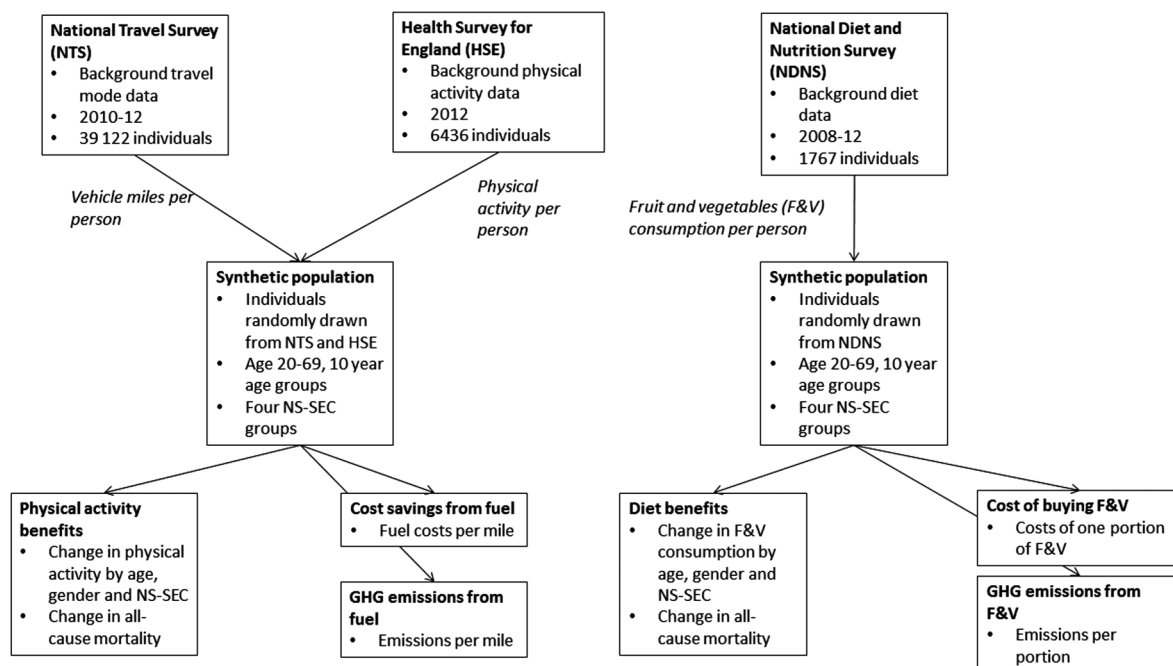 National Travel Survey
(NTS)
• Background travel
mode data
• 2010-12
• 39 122 individuals
Health Survey for
England (HSE)
• Background physical
activity data
• 2012
• 6436 individuals
National Diet and
Nutrition Survey
(NDNS)
• Background diet
data
• 2008-12
• 1767 individuals
Vehicle miles per
person
Physical
activity per
person
Fruit and vegetables (F&V)
consumption per person
Synthetic population
• Individuals
randomly drawn
from NTS and HSE
• Age 20-69, 10 year
age groups
• Four NS-SEC
groups
Synthetic population
• Individuals
randomly drawn
from NDNS
• Age 20-69, 10 year
age groups
• Four NS-SEC
groups
Physical activity
benefits
• Change in physical
activity by age,
gender and NS-SEC
• Change in all-
cause mortality
Cost savings from fuel
• Fuel costs per mile
GHG emissions from
fuel
• Emissions per mile
Diet benefits
• Change in F&V
consumption by
age, gender and
NS-SEC
• Change in all-
cause mortality
Cost of buying F&V
• Costs of one portion
of F&V
GHG emissions from
F&V
• Emissions per
portion